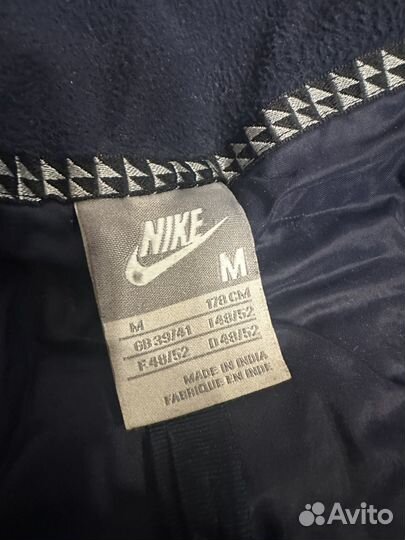 NIKE
M
M 178 CM
GB 39/41 I 48/52
F 48/52 D 48/52
MADE IN INDIA
FABRIQUE EN INDE
Avito